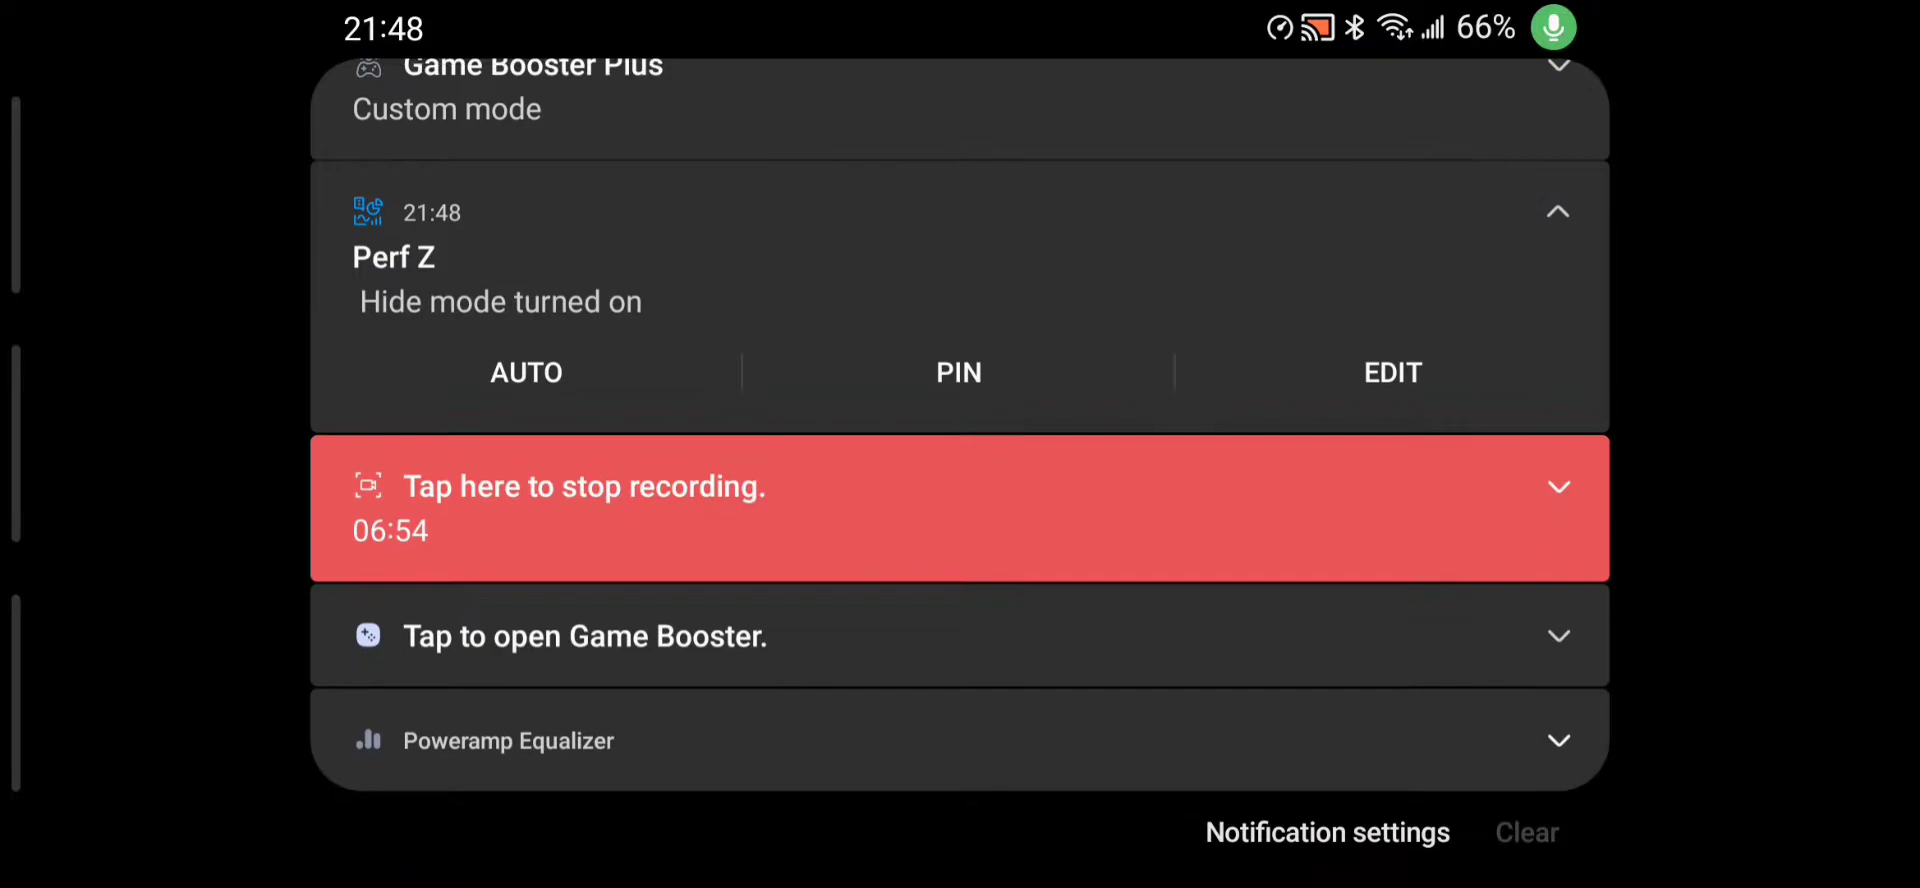 21:48
66%
Game Booster Plus
Custom mode
21:48
Perf Z
Hide mode turned on
AUTO
PIN
EDIT
Tap here to stop recording.
06:54
Tap to open Game Booster.
Poweramp Equalizer
Notification settings
Clear